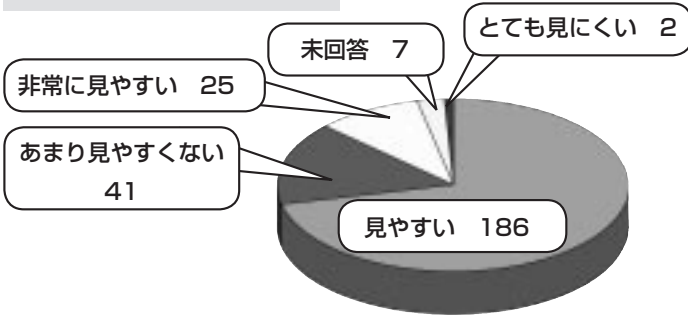 とても見にくい　2
未回答　7
非常に見やすい　25
あまり見やすくない
41
見やすい　186